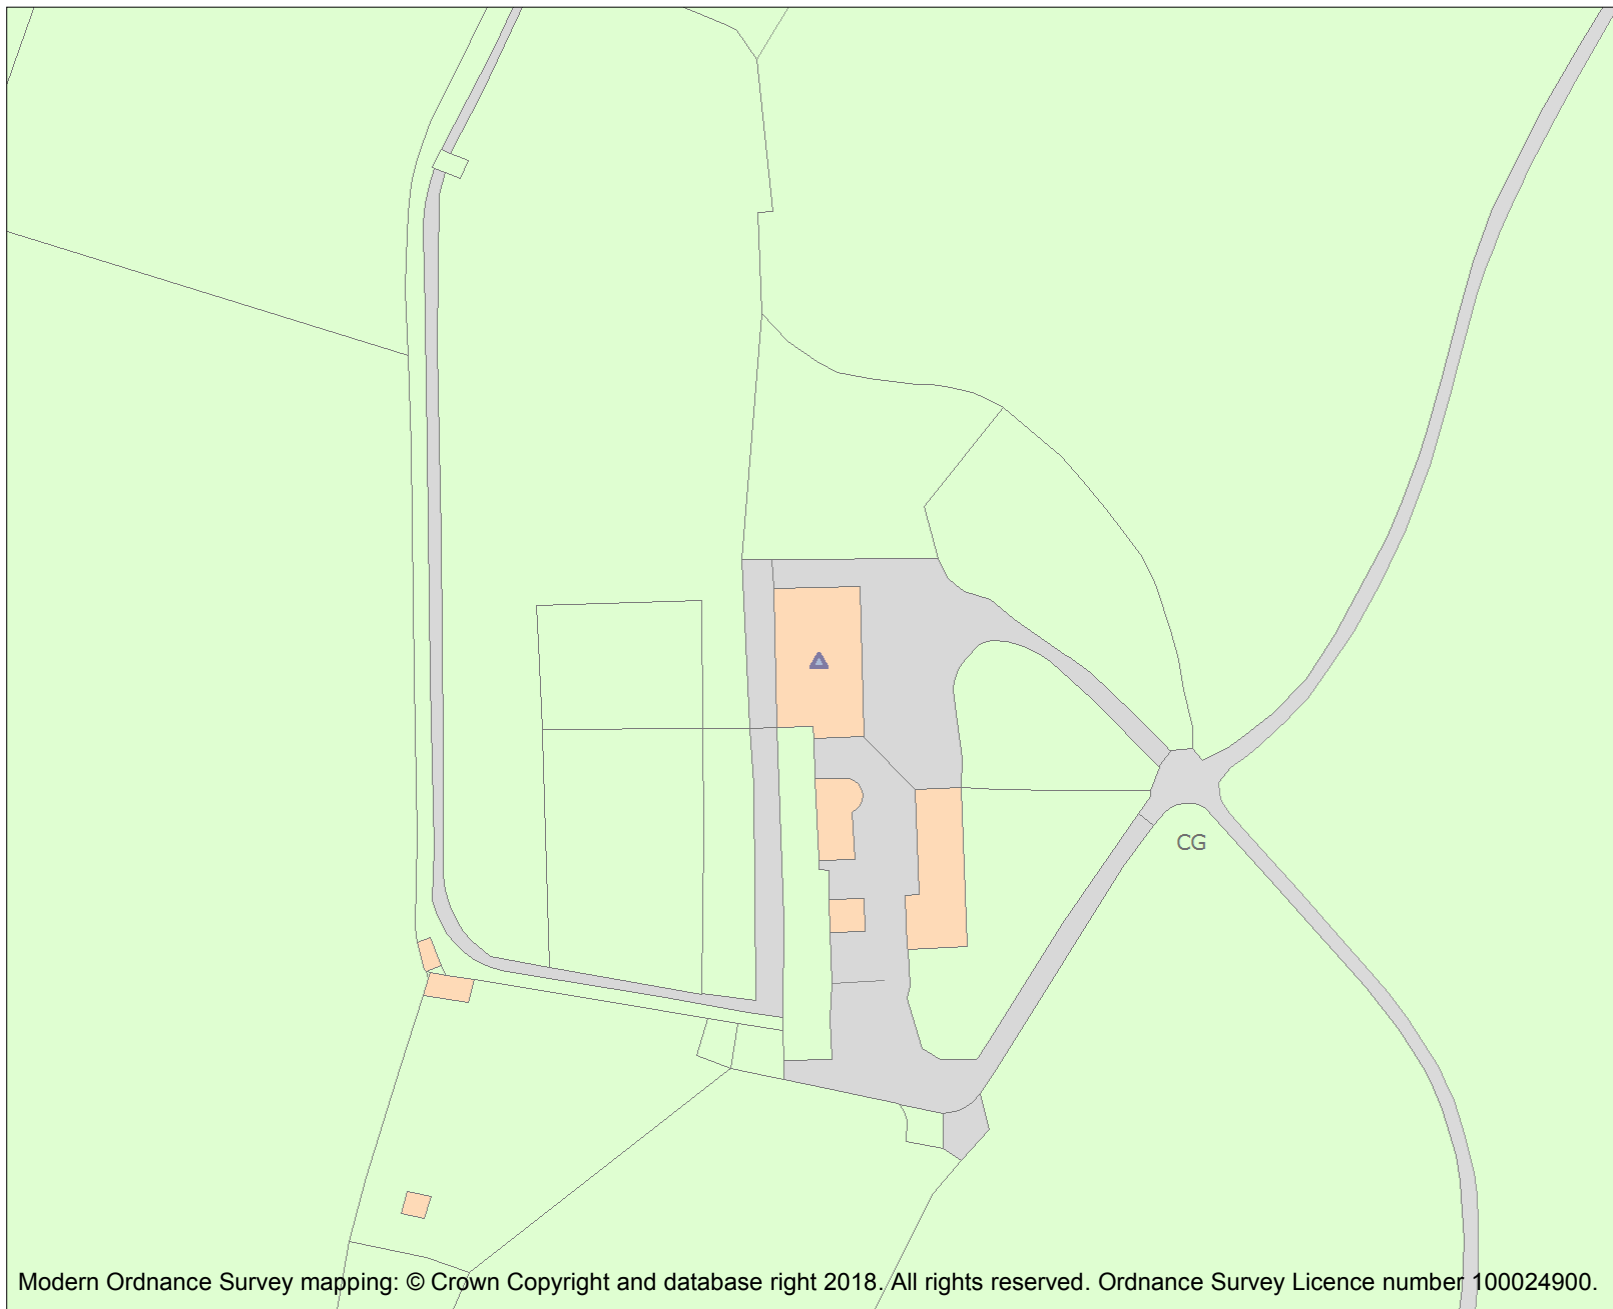 CG
Modern Ordnance Survey mapping: © Crown Copyright and database right 2018. All rights reserved. Ordnance Survey Licence number 100024900.